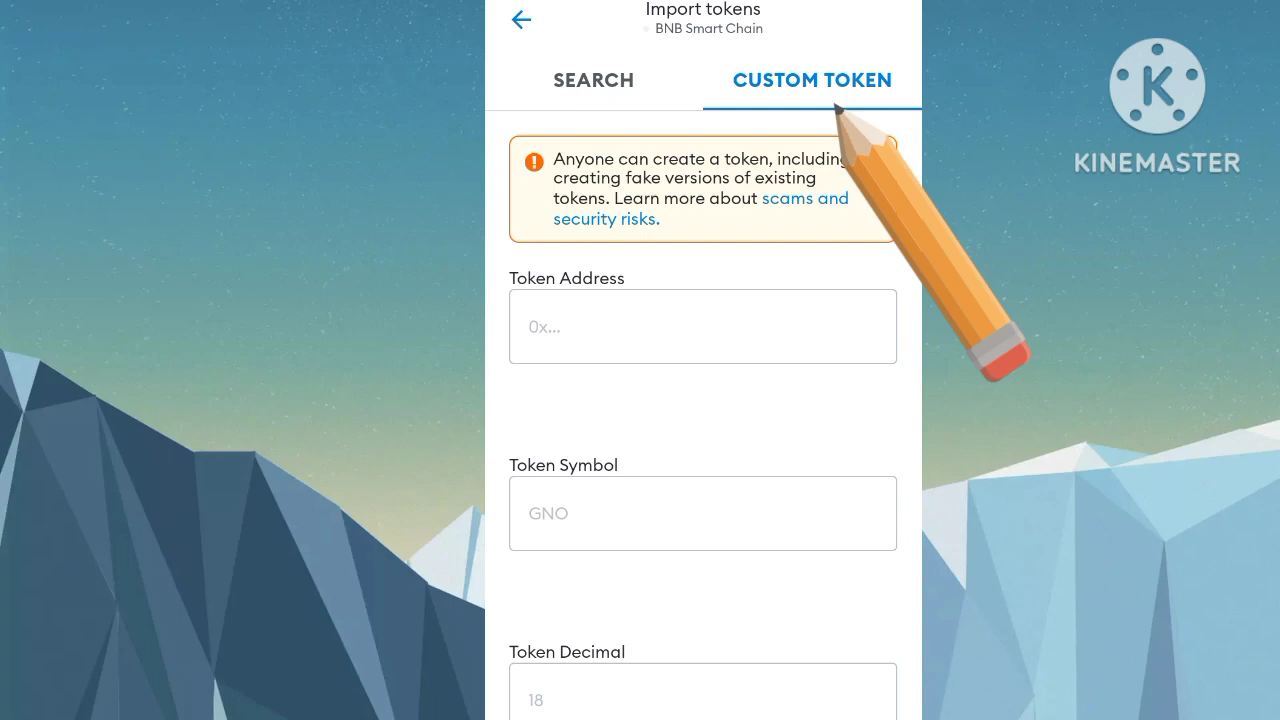 Import tokens
BNB Smart Chain
SEARCH
CUSTOM TOKEN
Anyone can create a token, including
creating fake versions of existing
tokens. Learn more about scams and
security risks.
Token Address
0x...
Token Symbol
GNO
Token Decimal
18
K
KINEMASTER